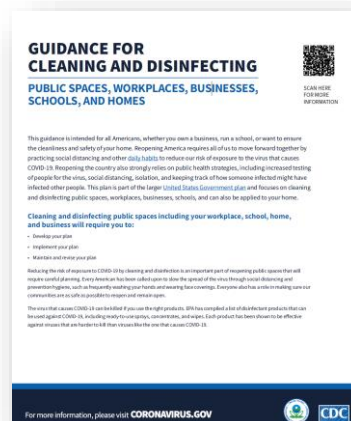 GUIDANCE FOR
CLEANING AND DISINFECTING
PUBLIC SPACES, WORKPLACES, BUSINESSES,
SCHOOLS, AND HOMES
SCAN HERE
FOR MORE
INFORMATION
This guidance is intended for all Americans, whether you own a business, run a school, or want to ensure
the cleanliness and safety of your home. Reopening America requires all of us to move forward together by
practicing social distancing and other daily habits to reduce our risk of exposure to the virus that causes
COVID-19. Reopening the country also strongly relies on public health strategies, including increased testing
of people for the virus, social distancing, isolation, and keeping track of how someone infected might have
infected other people. This plan is part of the larger United States Government plan and focuses on cleaning
and disinfecting public spaces, workplaces, businesses, schools, and can also be applied to your home.
Cleaning and disinfecting public spaces including your workplace, school, home,
and business will require you to:
• Develop your plan
• Implement your plan
• Maintain and revise your plan
Reducing the risk of exposure to COVID-19 by cleaning and disinfection is an important part of reopening public spaces that will
require careful planning. Every American has been called upon to slow the spread of the virus through social distancing and
prevention hygiene, such as frequently washing your hands and wearing face coverings. Everyone also has a role in making sure our
communities are as safe as possible to reopen and remain open.
The virus that causes COVID-19 can be killed if you use the right products. EPA has compiled a list of disinfectant products that can
be used against COVID-19, including ready-to-use sprays, concentrates, and wipes. Each product has been shown to be effective
against viruses that are harder to kill than viruses like the one that causes COVID-19.
For more information, please visit CORONAVIRUS.GOV
CDC